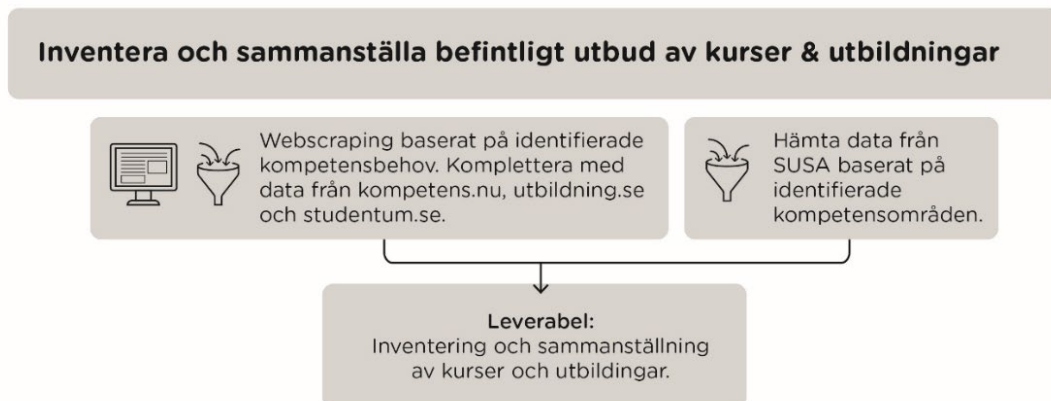 Inventera och sammanställa befintligt utbud av kurser & utbildningar
Webscraping baserat på identifierade
kompetensbehov. Komplettera med
data från kompetens.nu, utbildning.se
och studentum.se.
Hämta data från
SUSA baserat på
identifierade
kompetensområden.
Leverabel:
Inventering och sammanställning
av kurser och utbildingar.